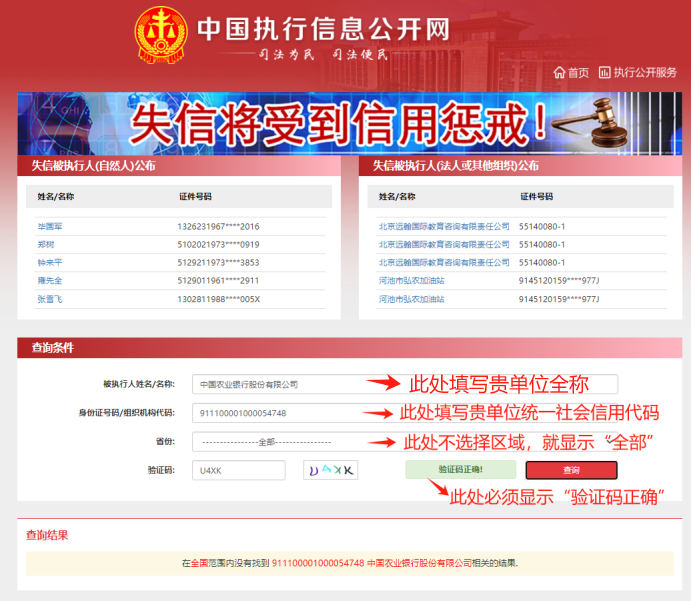 中国执行信息公开网
司法为民 司法便民
首页 执行公开服务
失信将受到信用惩戒!
失信被执行人(自然人)公布
姓名/名称 证件号码
毕国军 1326231967****2016
郑树 5102021973****0919
钟来平 5129211973****3853
雍先全 5129011961****2911
张雪飞 1302811988****005X
失信被执行人(法人或其他组织)公布
姓名/名称 证件号码
北京远翰国际教育咨询有限责任公司 55140080-1
北京远翰国际教育咨询有限责任公司 55140080-1
北京远翰国际教育咨询有限责任公司 55140080-1
河池市弘农加油站 9145120159****977J
河池市弘农加油站 9145120159****977J
查询条件
被执行人姓名/名称: 中国农业银行股份有限公司 此处填写贵单位全称
身份证号码/组织机构代码: 911100001000054748 此处填写贵单位统一社会信用代码
省份: ----------------全部---------------- 此处不选择区域，就显示“全部”
验证码: U4XK U4XK 验证码正确! 查询
此处必须显示“验证码正确”
查询结果
在全国范围内没有找到 911100001000054748 中国农业银行股份有限公司相关的结果.